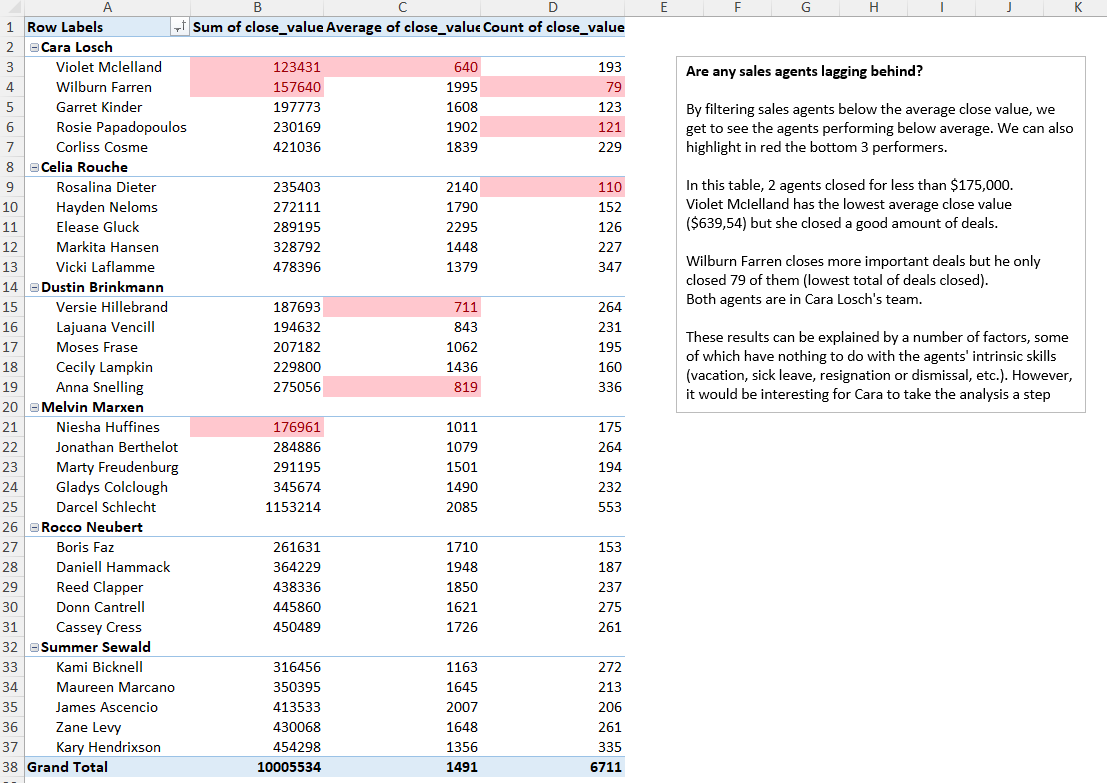 A B C D E F G H I J K
1 Row Labels Sum of close_value Average of close_value Count of close_value
2 Cara Losch
3 Violet Mclelland 123431 640 193
4 Wilburn Farren 157640 1995 79
5 Garret Kinder 197773 1608 123
6 Rosie Papadopoulos 230169 1902 121
7 Corliss Cosme 421036 1839 229
8 Celia Rouche
9 Rosalina Dieter 235403 2140 110
10 Hayden Neloms 272111 1790 152
11 Elease Gluck 289195 2295 126
12 Markita Hansen 328792 1448 227
13 Vicki Laflamme 478396 1379 347
14 Dustin Brinkmann
15 Versie Hillebrand 187693 711 264
16 Lajuana Vencill 194632 843 231
17 Moses Frase 207182 1062 195
18 Cecily Lampkin 229800 1436 160
19 Anna Snelling 275056 819 336
20 Melvin Marxen
21 Niesha Huffines 176961 1011 175
22 Jonathan Berthelot 284886 1079 264
23 Marty Freudenburg 291195 1501 194
24 Gladys Colclough 345674 1490 232
25 Darcel Schlecht 1153214 2085 553
26 Rocco Neubert
27 Boris Faz 261631 1710 153
28 Daniell Hammack 364229 1948 187
29 Reed Clapper 438336 1850 237
30 Donn Cantrell 445860 1621 275
31 Cassey Cress 450489 1726 261
32 Summer Sewald
33 Kami Bicknell 316456 1163 272
34 Maureen Marcano 350395 1645 213
35 James Ascencio 413533 2007 206
36 Zane Levy 430068 1648 261
37 Kary Hendrixson 454298 1356 335
38 Grand Total 10005534 1491 6711
Are any sales agents lagging behind?
By filtering sales agents below the average close value, we
get to see the agents performing below average. We can also
highlight in red the bottom 3 performers.
In this table, 2 agents closed for less than $175,000.
Violet Mclelland has the lowest average close value
($639,54) but she closed a good amount of deals.
Wilburn Farren closes more important deals but he only
closed 79 of them (lowest total of deals closed).
Both agents are in Cara Losch's team.
These results can be explained by a number of factors, some
of which have nothing to do with the agents' intrinsic skills
(vacation, sick leave, resignation or dismissal, etc.). However,
it would be interesting for Cara to take the analysis a step